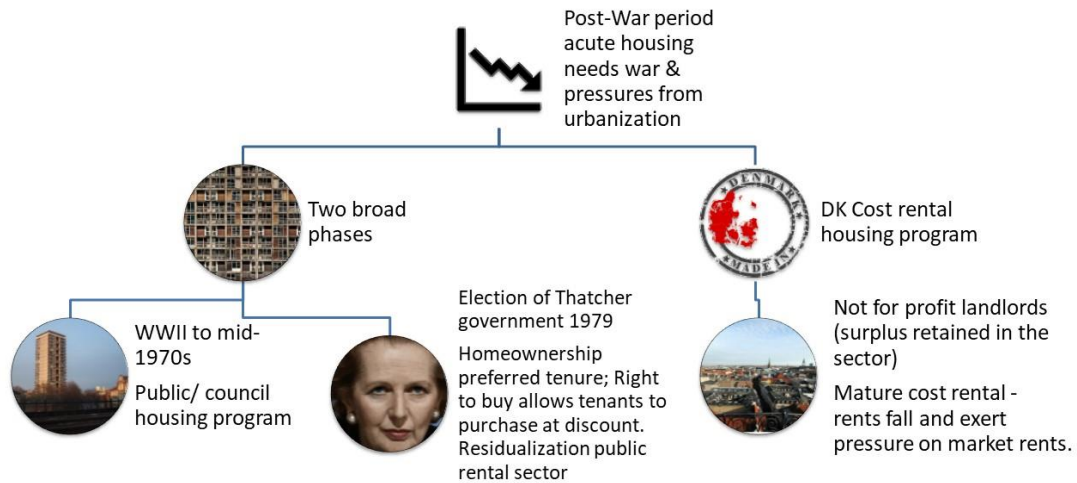 Post-War period
acute housing
needs war &
pressures from
urbanization
Two broad
phases
DENMARK
MADE IN
DK Cost rental
housing program
WWII to mid-
1970s
Public/ council
housing program
Election of Thatcher
government 1979
Homeownership
preferred tenure; Right
to buy allows tenants to
purchase at discount.
Residualization public
rental sector
Not for profit landlords
(surplus retained in the
sector)
Mature cost rental -
rents fall and exert
pressure on market rents.